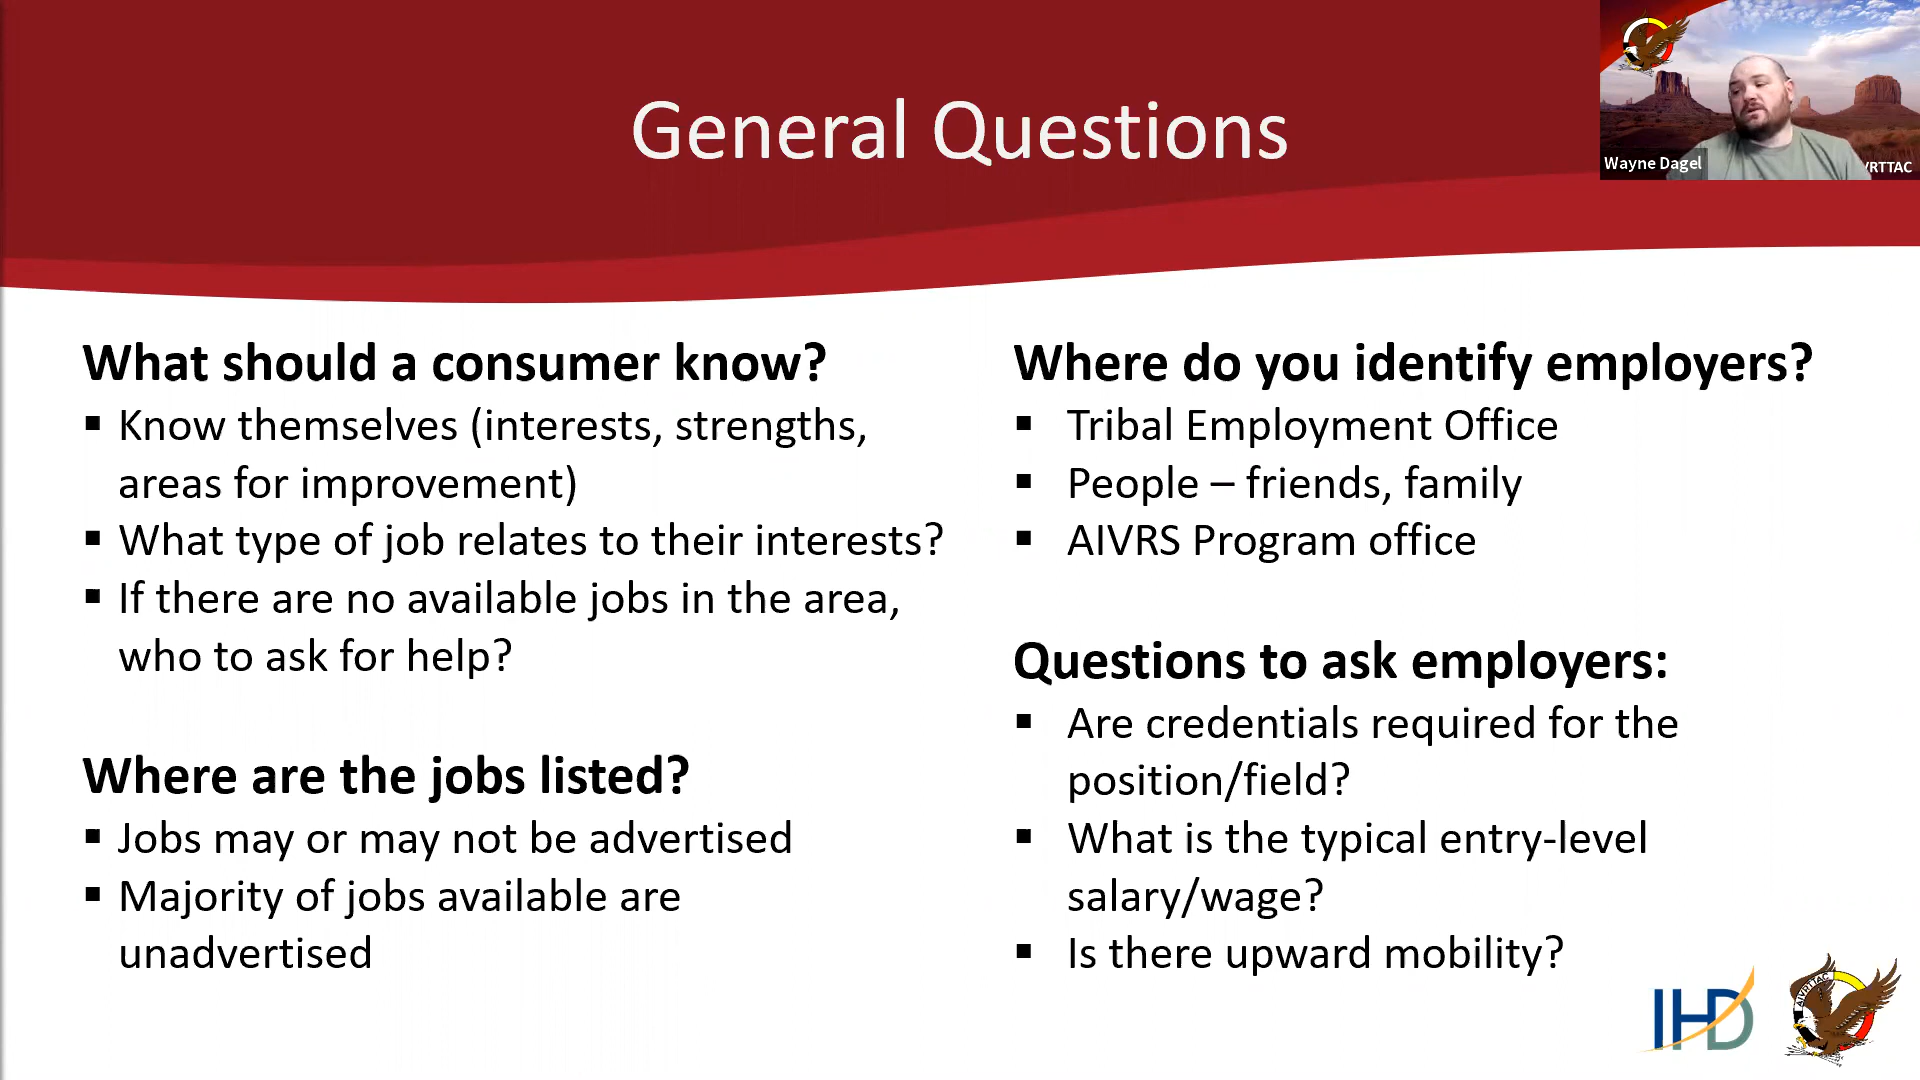 General Questions
Wayne Dagel
VRTTAC
What should a consumer know?
▪ Know themselves (interests, strengths,
areas for improvement)
▪ What type of job relates to their interests?
▪ If there are no available jobs in the area,
who to ask for help?
Where are the jobs listed?
▪ Jobs may or may not be advertised
▪ Majority of jobs available are
unadvertised
Where do you identify employers?
▪ Tribal Employment Office
▪ People – friends, family
▪ AIVRS Program office
Questions to ask employers:
▪ Are credentials required for the
position/field?
▪ What is the typical entry-level
salary/wage?
▪ Is there upward mobility?
IHD
AIVRTTAC